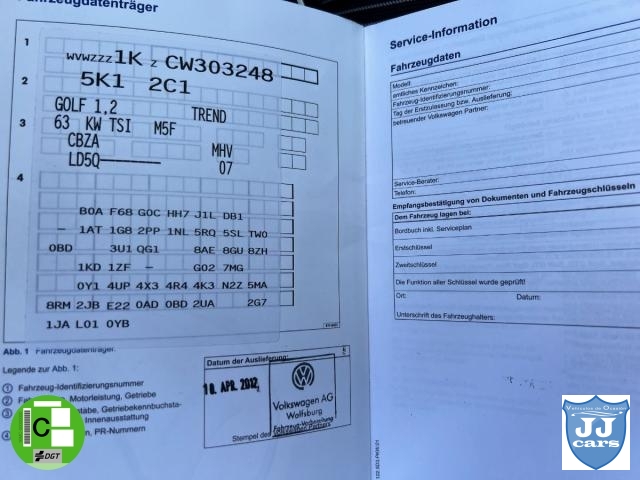 Fahrzeugdatenträger
1
WVWZZZ1K Z CW303248
2
5K1 2C1
GOLF 1,2 TREND
3
63 KW TSI M5F
CBZA MHV
LD5Q 07
4
B0A F68 G0C HH7 J1L DB1
- 1AT 1G8 2PP 1NL 5RQ 5SL TW0
0BD 3U1 QG1 8AE 8GU 8ZH
1KD 1ZF - G02 7MG
0Y1 4UP 4X3 4R4 4K3 N2Z 5MA
8RM 2JB E22 0AD 0BD 2UA 2G7
1JA L01 0YB
Abb. 1 Fahrzeugdatenträger.
Legende zur Abb. 1:
1 Fahrzeug-Identifizierungsnummer
2 Motorleistung, Getriebe
3 Getriebekennbuchsta-
Innenausstattung
4 PR-Nummern
Datum der Auslieferung:
10. APR. 2012
Volkswagen AG
Wolfsburg
Stempel des Volkswagen Partners
C
DGT
Service-Information
Fahrzeugdaten
Modell:
amtliches Kennzeichen:
Fahrzeug-Identifizierungsnummer:
Tag der Erstzulassung bzw. Auslieferung:
betreuender Volkswagen Partner:
Service-Berater:
Telefon:
Empfangsbestätigung von Dokumenten und Fahrzeugschlüsseln
Dem Fahrzeug lagen bei:
Bordbuch inkl. Serviceplan
Erstschlüssel
Zweitschlüssel
Die Funktion aller Schlüssel wurde geprüft!
Ort: Datum:
Unterschrift des Fahrzeughalters:
JJ
cars